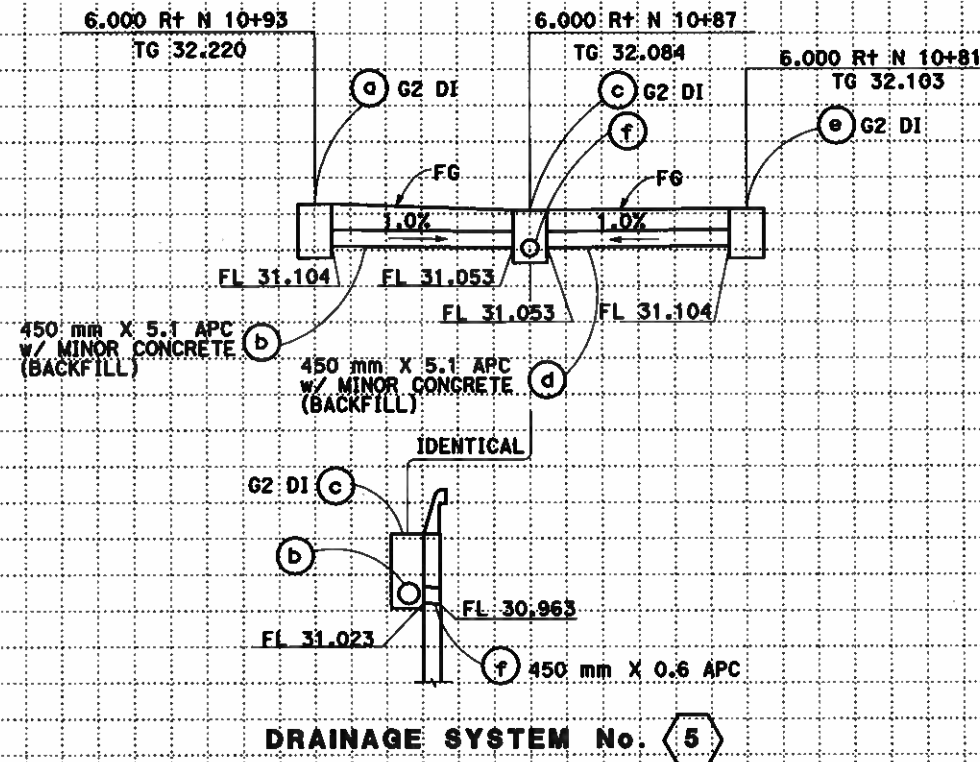 6.000 Rt N 10+93
TG 32.220
6.000 Rt N 10+87
TG 32.084
6.000 Rt N 10+81
TG 32.103
a G2 DI
c G2 DI
f
e G2 DI
FG
FG
1.0%
1.0%
FL 31.104
FL 31.053
FL 31.053
FL 31.104
450 mm X 5.1 APC
w/ MINOR CONCRETE
(BACKFILL)
b
450 mm X 5.1 APC
w/ MINOR CONCRETE
(BACKFILL)
d
IDENTICAL
G2 DI c
b
FL 30.963
FL 31.023
f 450 mm X 0.6 APC
DRAINAGE SYSTEM No. 5